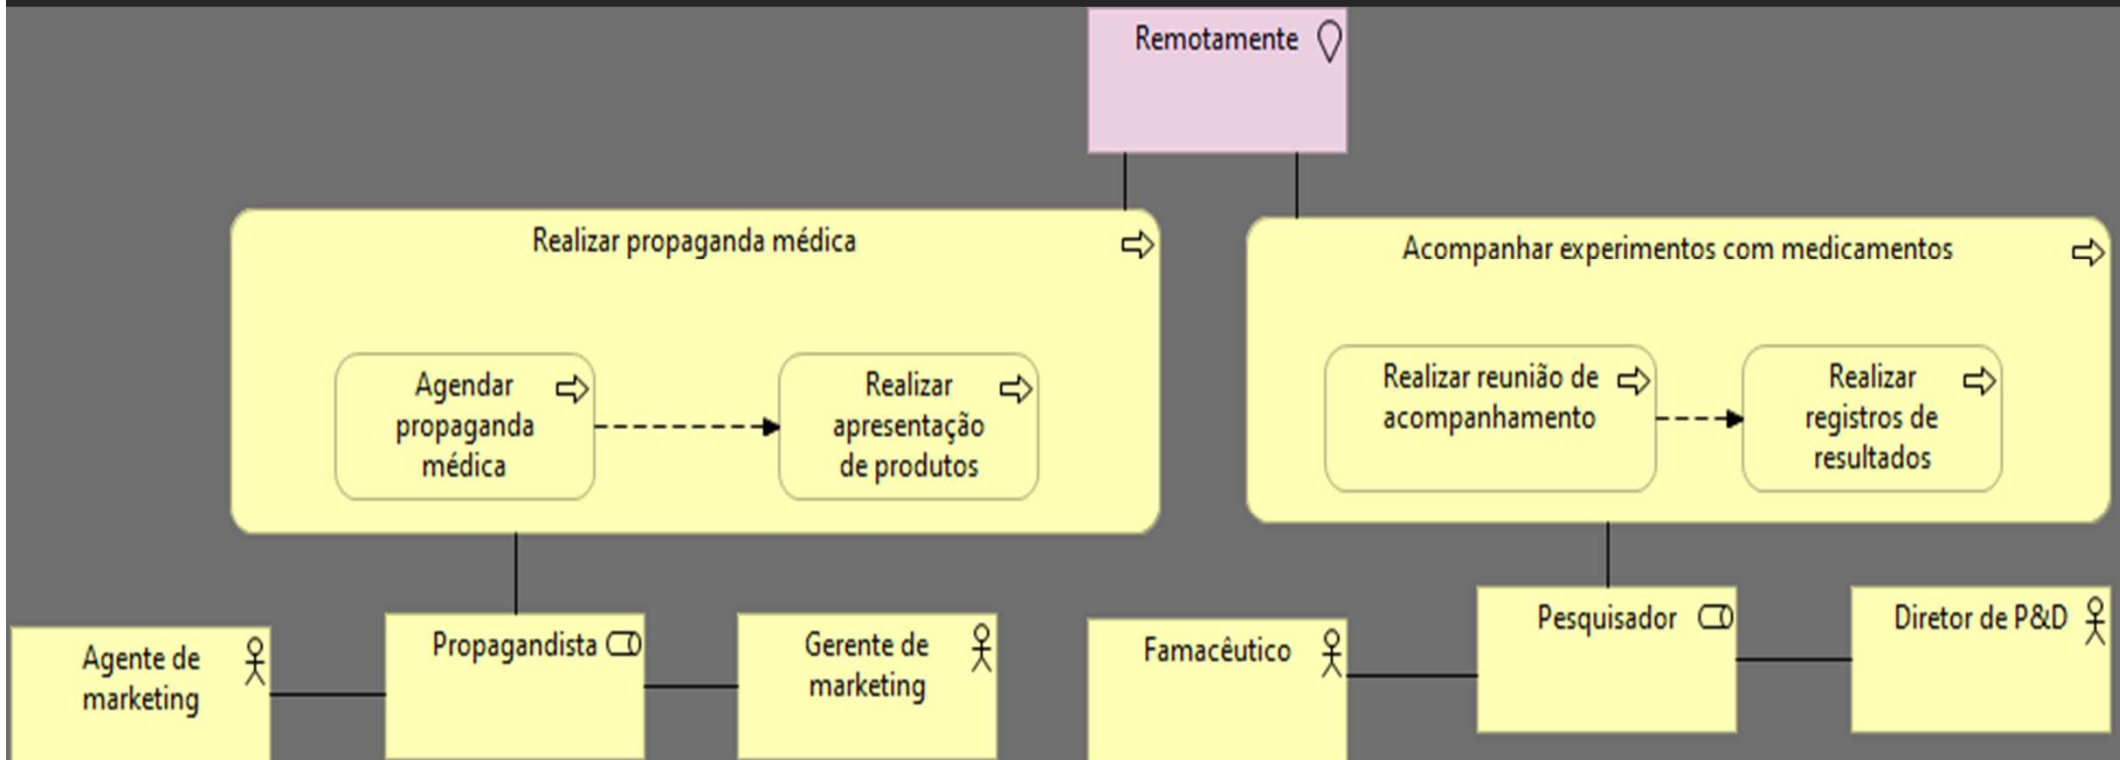 Remotamente
Realizar propaganda médica
Agendar
propaganda
médica
Realizar
apresentação
de produtos
Acompanhar experimentos com medicamentos
Realizar reunião de
acompanhamento
Realizar
registros de
resultados
Agente de
marketing
Propagandista
Gerente de
marketing
Famacêutico
Pesquisador
Diretor de P&D